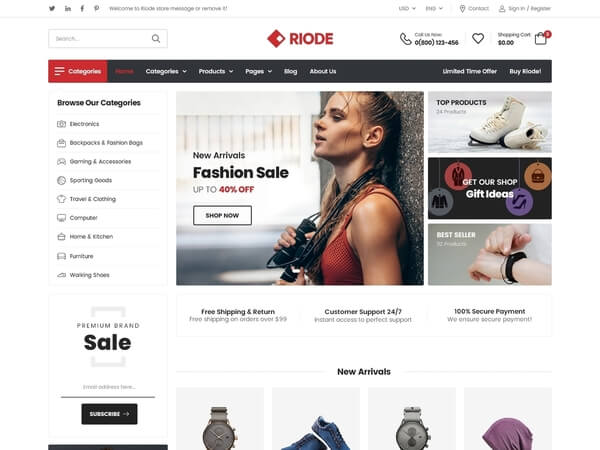 Welcome to Riode store message or remove it!
USD
ENG
Contact
Sign in / Register
Search...
RIODE
Call Us Now:
0(800) 123-456
Shopping Cart
$0.00
0
Categories
Home
Categories
Products
Pages
Blog
About Us
Limited Time Offer
Buy Riode!
Browse Our Categories
Electronics
Backpacks & Fashion Bags
Gaming & Accessories
Sporting Goods
Travel & Clothing
Computer
Home & Kitchen
Furniture
Walking Shoes
New Arrivals
Fashion Sale
UP TO 40% OFF
SHOP NOW
TOP PRODUCTS
24 Products
GET OUR SHOP
Gift Ideas
BEST SELLER
92 Products
PREMIUM BRAND
Sale
Email address here...
SUBSCRIBE
Free Shipping & Return
Free shipping on orders over $99
Customer Support 24/7
Instant access to perfect support
100% Secure Payment
We ensure secure payment!
New Arrivals